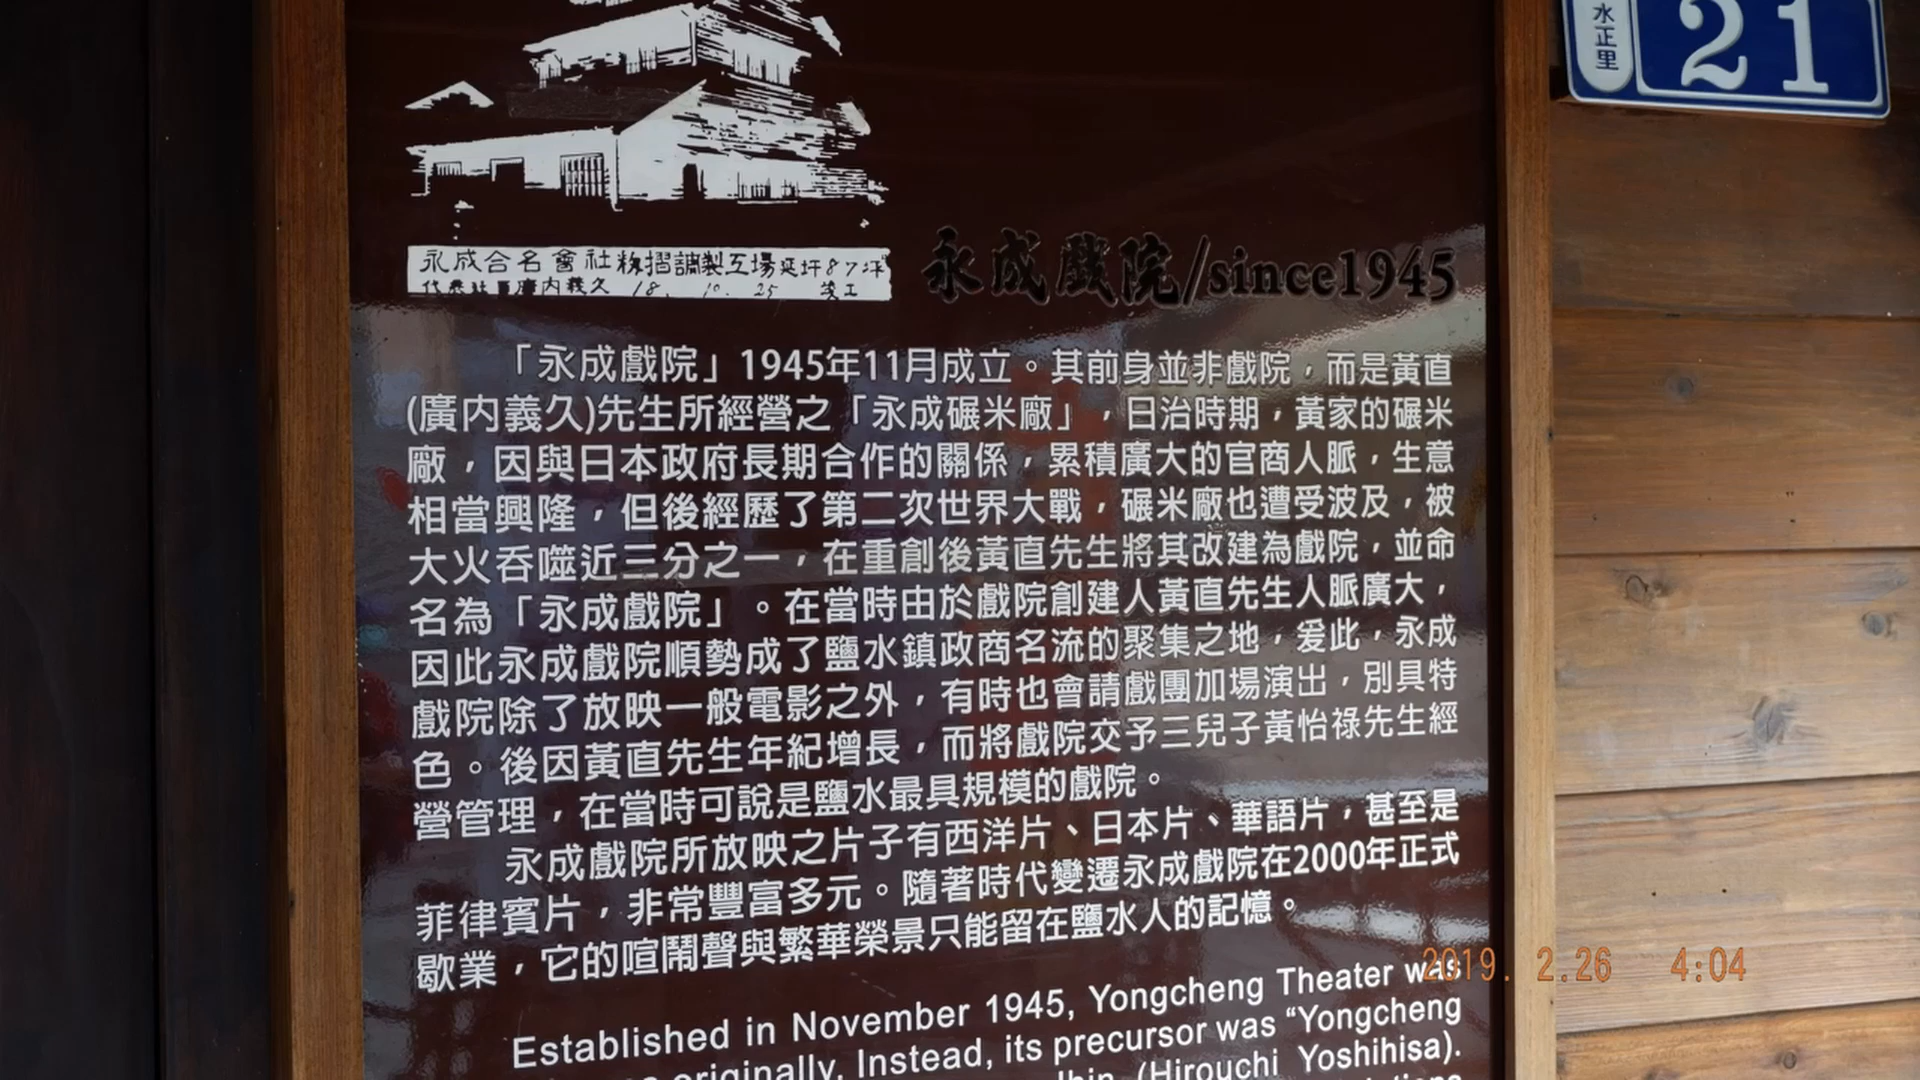 水正里
21
永成合名會社籾摺調製工場延坪87坪
18. 10. 25 竣工
永成戲院/since1945
「永成戲院」1945年11月成立。其前身並非戲院，而是黃直
(廣內義久)先生所經營之「永成碾米廠」，日治時期，黃家的碾米
廠，因與日本政府長期合作的關係，累積廣大的官商人脈，生意
相當興隆，但後經歷了第二次世界大戰，碾米廠也遭受波及，被
大火吞噬近三分之一，在重創後黃直先生將其改建為戲院，並命
名為「永成戲院」。在當時由於戲院創建人黃直先生人脈廣大，
因此永成戲院順勢成了鹽水鎮政商名流的聚集之地，爰此，永成
戲院除了放映一般電影之外，有時也會請戲團加場演出，別具特
色。後因黃直先生年紀增長，而將戲院交予三兒子黃怡祿先生經
營管理，在當時可說是鹽水最具規模的戲院。
永成戲院所放映之片子有西洋片、日本片、華語片，甚至是
菲律賓片，非常豐富多元。隨著時代變遷永成戲院在2000年正式
歇業，它的喧鬧聲與繁華榮景只能留在鹽水人的記憶。
Established in November 1945, Yongcheng Theater was
originally. Instead, its precursor was “Yongcheng
(Hirouchi Yoshihisa).
2019. 2.26 4:04